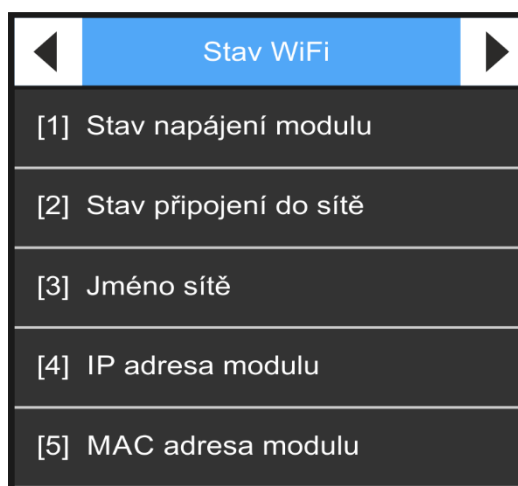 Stav WiFi
[1] Stav napájení modulu
[2] Stav připojení do sítě
[3] Jméno sítě
[4] IP adresa modulu
[5] MAC adresa modulu